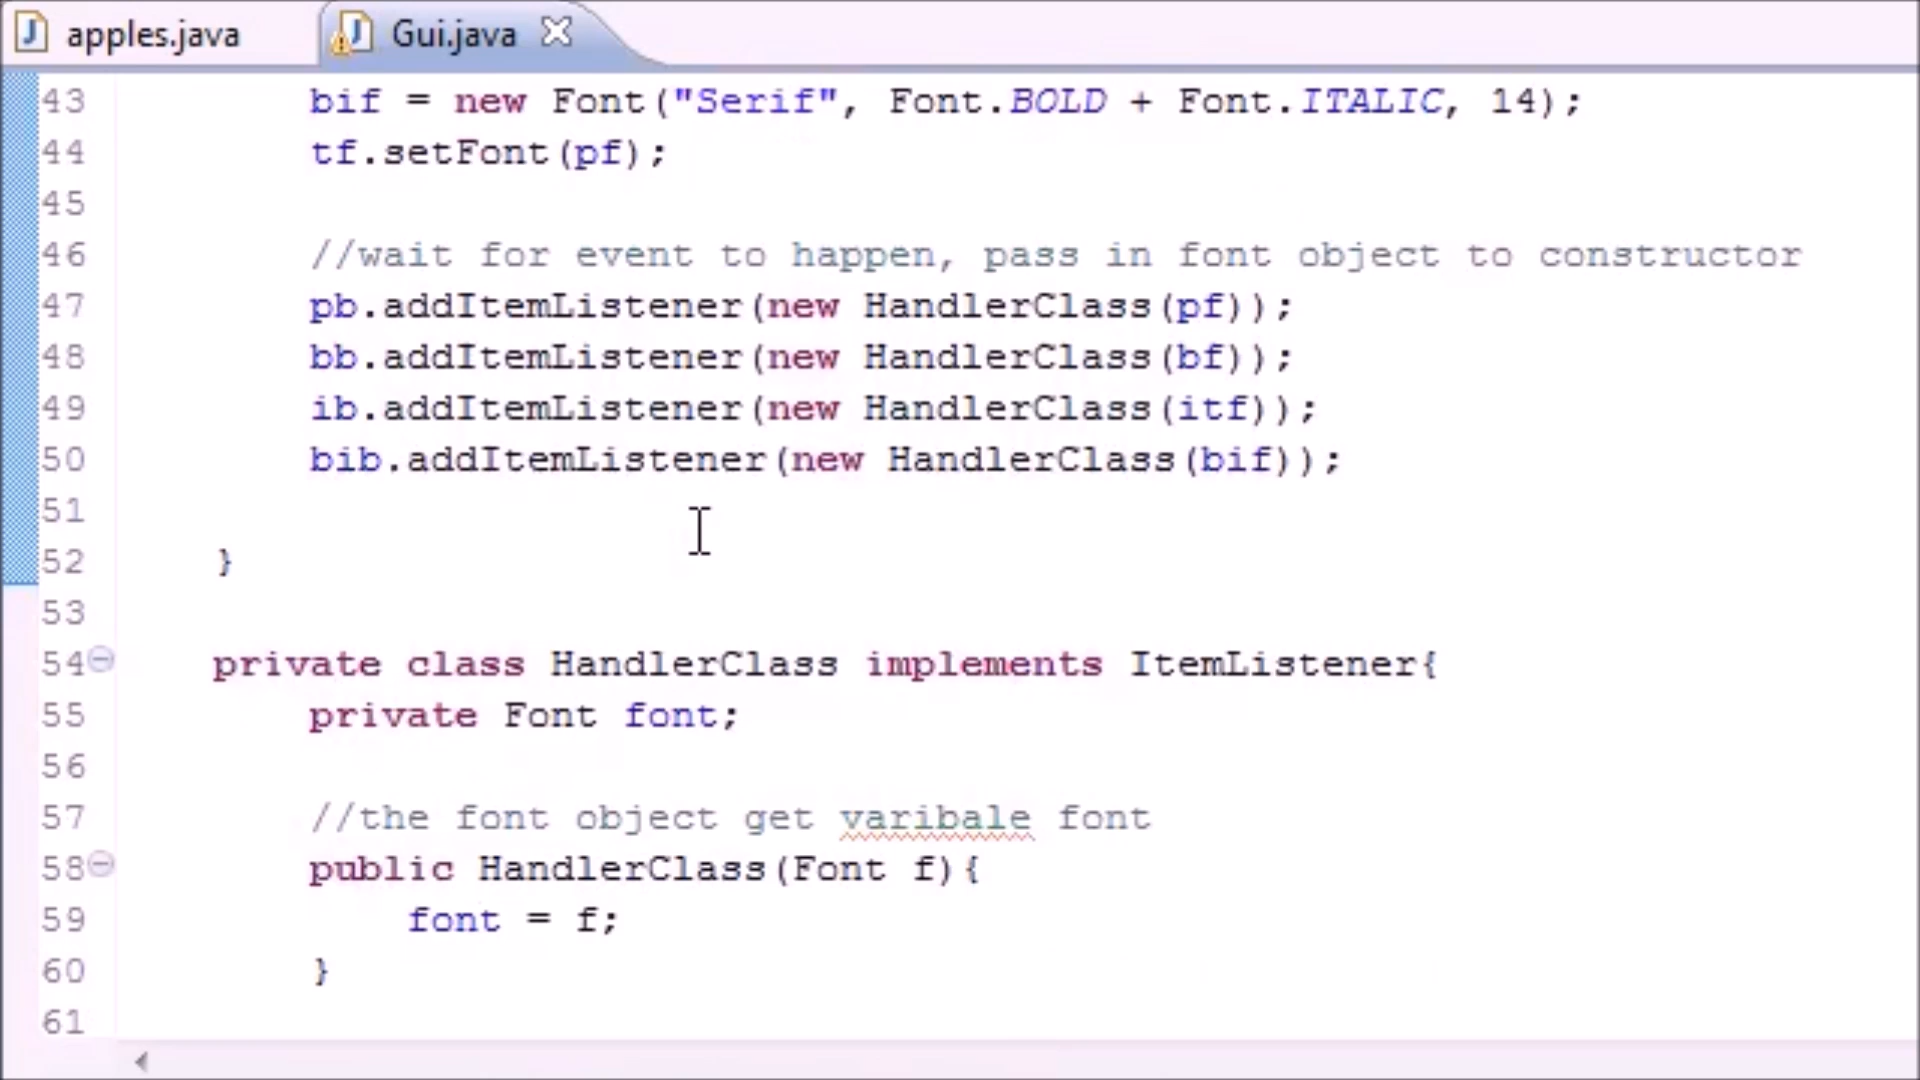 apples.java Gui.java
43 bif = new Font("Serif", Font.BOLD + Font.ITALIC, 14);
44 tf.setFont(pf);
45
46 //wait for event to happen, pass in font object to constructor
47 pb.addItemListener(new HandlerClass(pf));
48 bb.addItemListener(new HandlerClass(bf));
49 ib.addItemListener(new HandlerClass(itf));
50 bib.addItemListener(new HandlerClass(bif));
51
52 }
53
54 private class HandlerClass implements ItemListener{
55 private Font font;
56
57 //the font object get varibale font
58 public HandlerClass(Font f){
59 font = f;
60 }
61